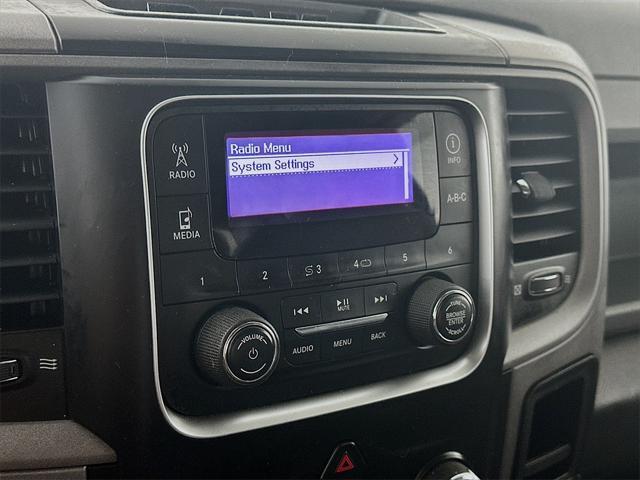 Radio Menu
System Settings
RADIO
MEDIA
INFO
A-B-C
1
2
3
4
5
6
MUTE
VOLUME
AUDIO
MENU
BACK
TUNE
BROWSE
ENTER
SCROLL